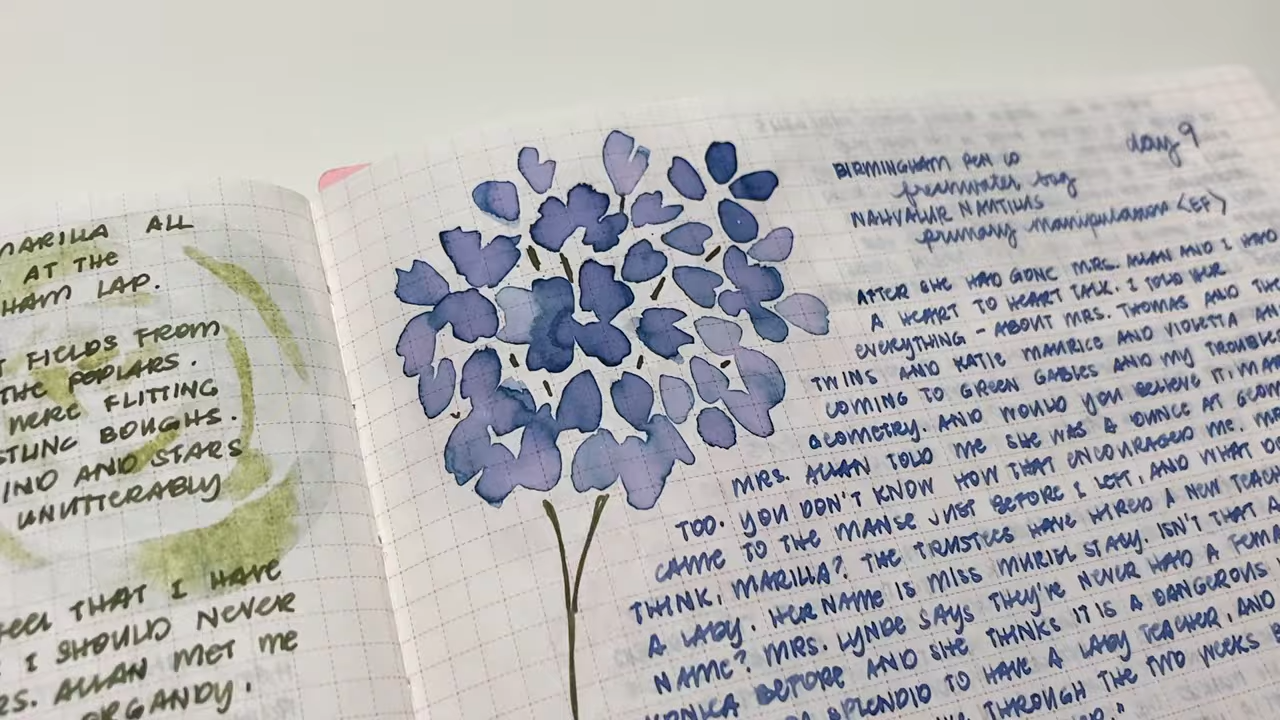 MARILLA ALL
AT THE
HAM LAP.
FIELDS FROM
THE POPLARS.
WERE FLITTING
BOUGHS.
IND AND STARS
UNUTTERABLY
FEEL THAT I HAVE
I SHOULD NEVER
RS. ALLAN MET ME
ORGANDY.
day 9
BIRMINGHAM PEN CO
freshwater
NAHVALUR NAUTILUS
primary manipulation <EF>
AFTER SHE HAD GONE MRS. ALLAN AND I HAD
A HEART TO HEART TALK. I TOLD HER
EVERYTHING - ABOUT MRS. THOMAS AND THE
TWINS AND KATIE MAURICE AND VIOLETTA AN
COMING TO GREEN GABLES AND MY TROUBLE
GEOMETRY. AND WOULD YOU BELIEVE IT, MA
MRS. ALLAN TOLD ME SHE WAS A DUNCE AT GEOM
TOO. YOU DON'T KNOW HOW THAT ENCOURAGED ME.
CAME TO THE MANSE JUST BEFORE I LEFT, AND WHAT DO
THINK, MARILLA? THE TRUSTEES HAVE HIRED A NEW TEACH
A LADY. HER NAME IS MISS MURIEL STACY. ISN'T THAT A
NAME? MRS. LYNDE SAYS THEY'VE NEVER HAD A FEMA
BEFORE AND SHE THINKS IT IS A DANGEROUS
SPLENDID TO HAVE A LADY TEACHER, AND
THROUGH THE TWO WEEKS